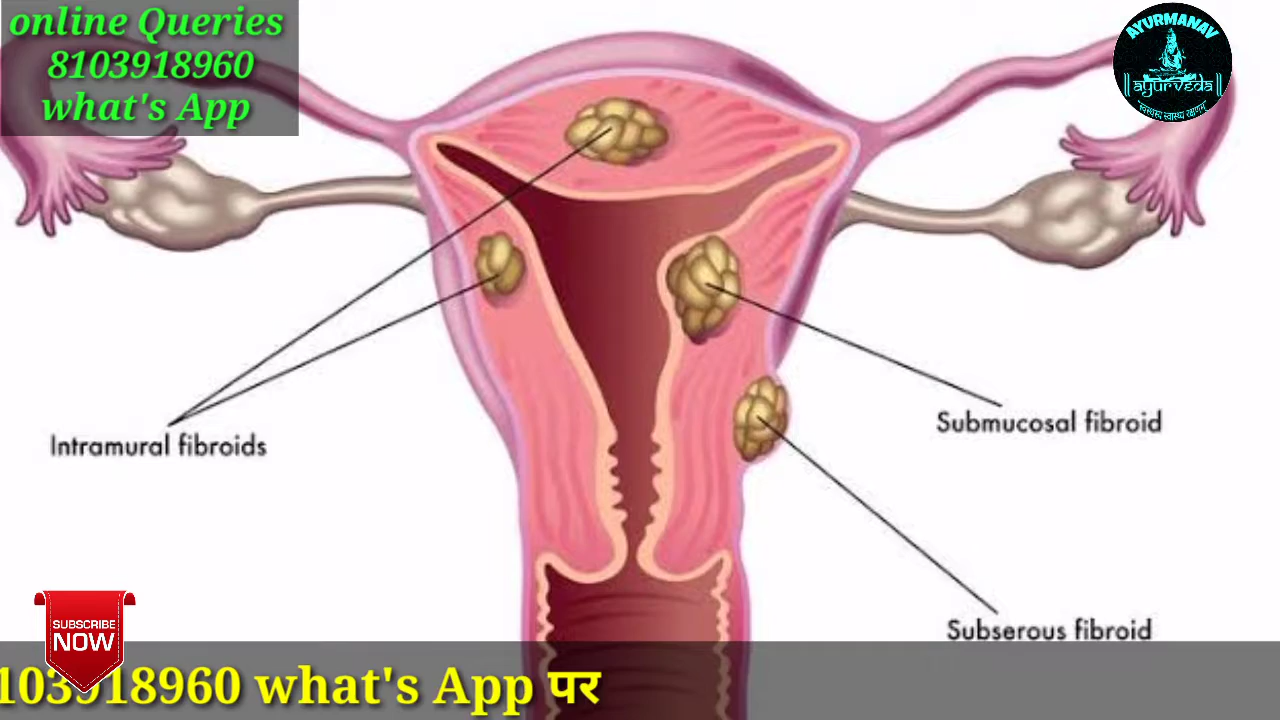 online Queries
8103918960
what's App
AYURMANAV
|| ayurveda ||
Intramural fibroids
Submucosal fibroid
Subserous fibroid
SUBSCRIBE
NOW
103918960 what's App पर